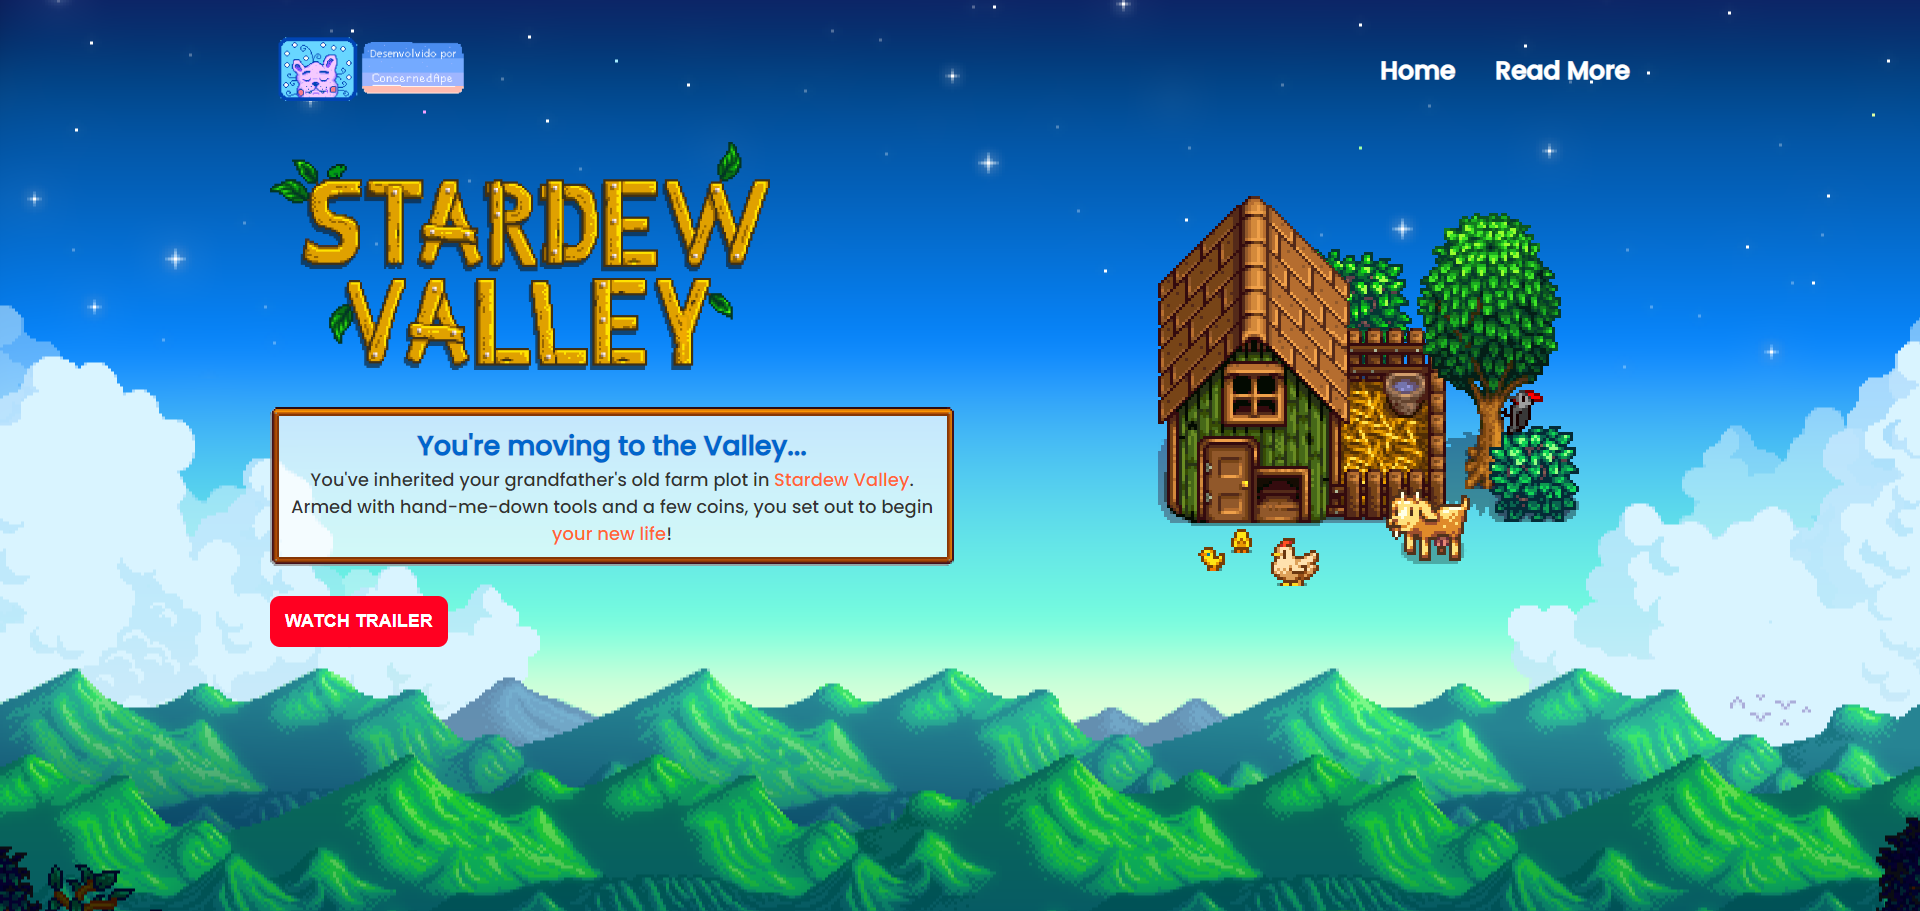 Desenvolvido por
ConcernedApe
Home
Read More
STARDEW
VALLEY
You're moving to the Valley...
You've inherited your grandfather's old farm plot in Stardew Valley.
Armed with hand-me-down tools and a few coins, you set out to begin
your new life!
WATCH TRAILER